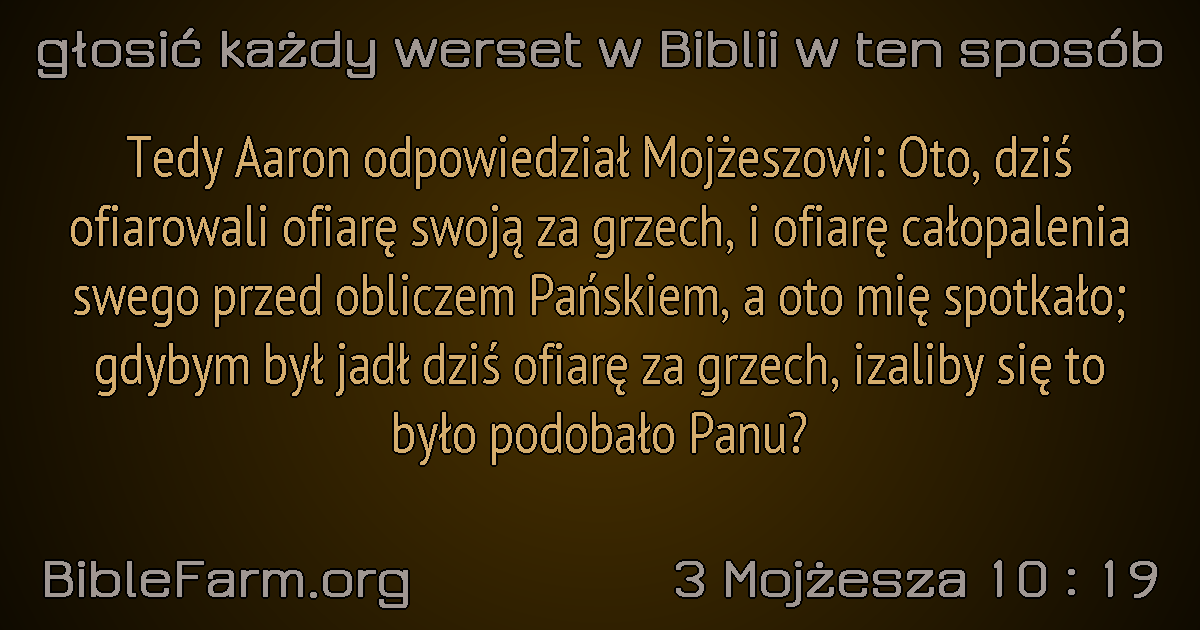 głosić każdy werset w Biblii w ten sposób
Tedy Aaron odpowiedział Mojżeszowi: Oto, dziś
ofiarowali ofiarę swoją za grzech, i ofiarę całopalenia
swego przed obliczem Pańskiem, a oto mię spotkało;
gdybym był jadł dziś ofiarę za grzech, izaliby się to
było podobało Panu?
BibleFarm.org
3 Mojżesza 10 : 19